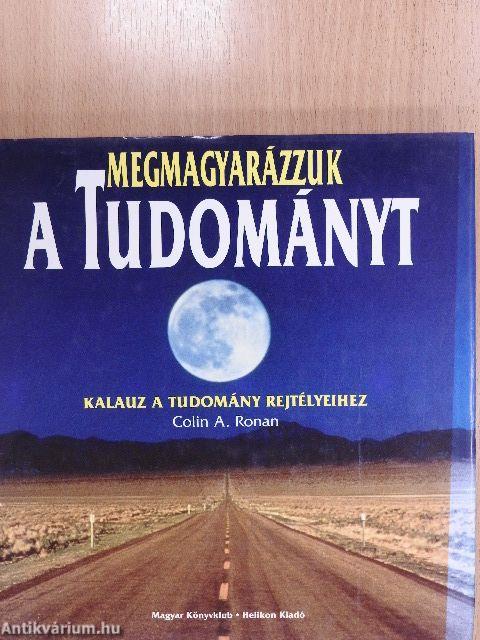 MEGMAGYARÁZZUK
A TUDOMÁNYT
KALAUZ A TUDOMÁNY REJTÉLYEIHEZ
Colin A. Ronan
Magyar Könyvklub • Helikon Kiadó
Antikvárium.hu